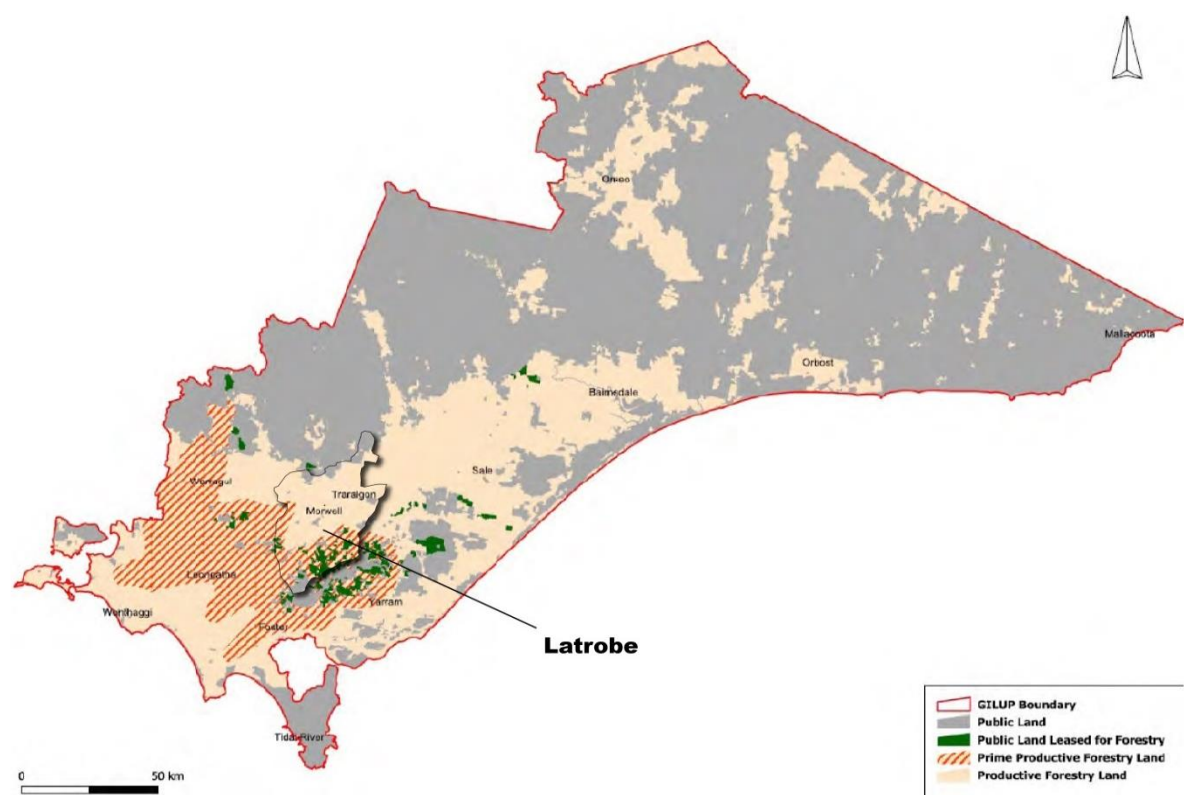 Omeo
Mallacoota
Orbost
Bairnsdale
Sale
Warragul
Traralgon
Morwell
Leongatha
Yarram
Wonthaggi
Foster
Latrobe
Tidal River
GILUP Boundary
Public Land
Public Land Leased for Forestry
Prime Productive Forestry Land
Productive Forestry Land
0 50 km